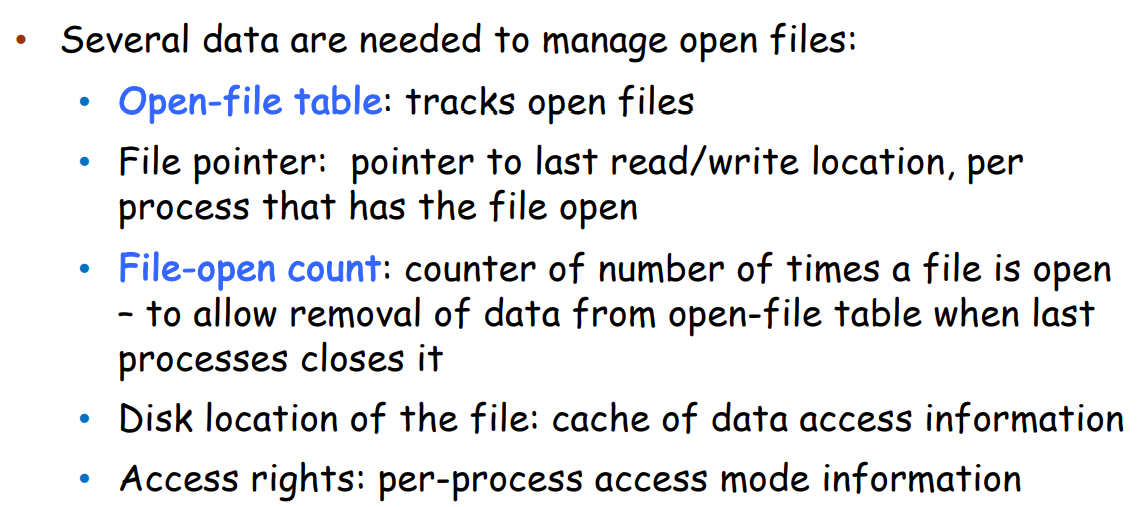 • Several data are needed to manage open files:
• Open-file table: tracks open files
• File pointer:  pointer to last read/write location, per
process that has the file open
• File-open count: counter of number of times a file is open
– to allow removal of data from open-file table when last
processes closes it
• Disk location of the file: cache of data access information
• Access rights: per-process access mode information